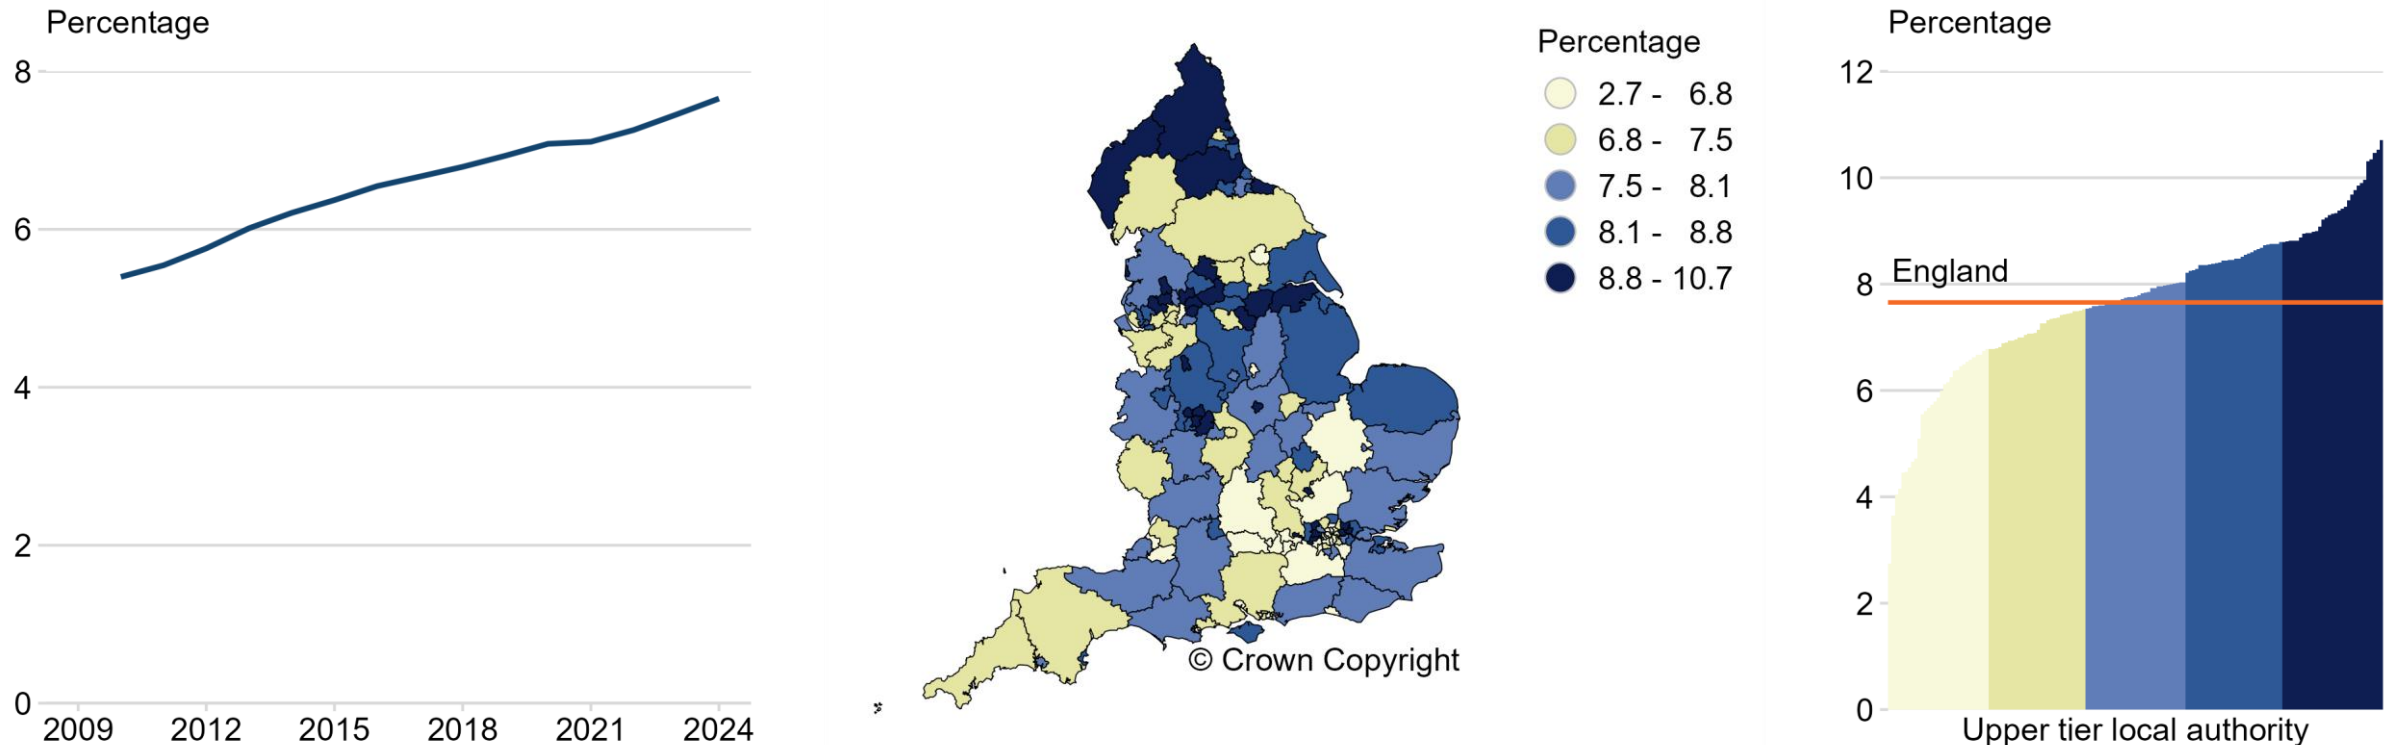 Percentage
8
6
4
2
0
2009 2012 2015 2018 2021 2024
© Crown Copyright
Percentage
2.7 - 6.8
6.8 - 7.5
7.5 - 8.1
8.1 - 8.8
8.8 - 10.7
Percentage
12
10
8
6
4
2
0
England
Upper tier local authority